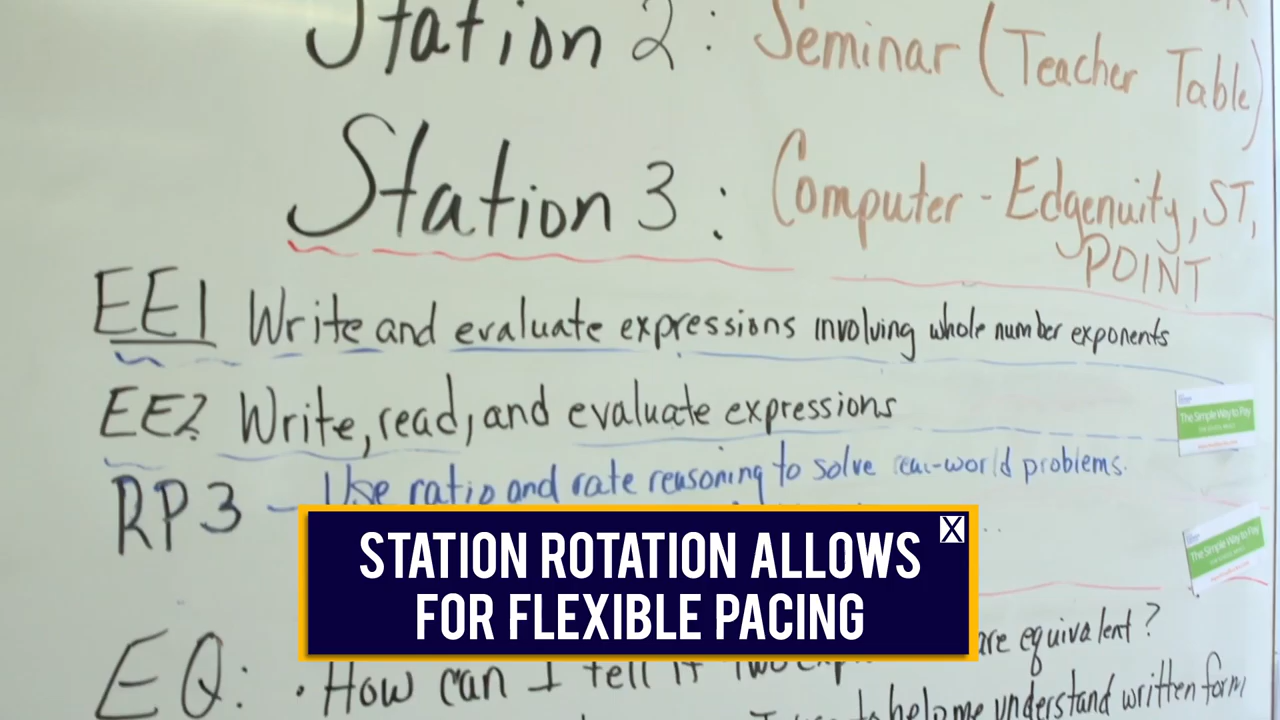 Station 2: Seminar (Teacher Table)
Station 3: Computer - Edgenuity, ST,
POINT
EE1 Write and evaluate expressions involving whole number exponents
EE2 Write, read, and evaluate expressions
The Simple Way to Pay
RP3 - Use ratio and rate reasoning to solve real-world problems.
X
STATION ROTATION ALLOWS
FOR FLEXIBLE PACING
The Simple Way to Pay
EQ: • How can I tell if two are equivalent?
understand written form